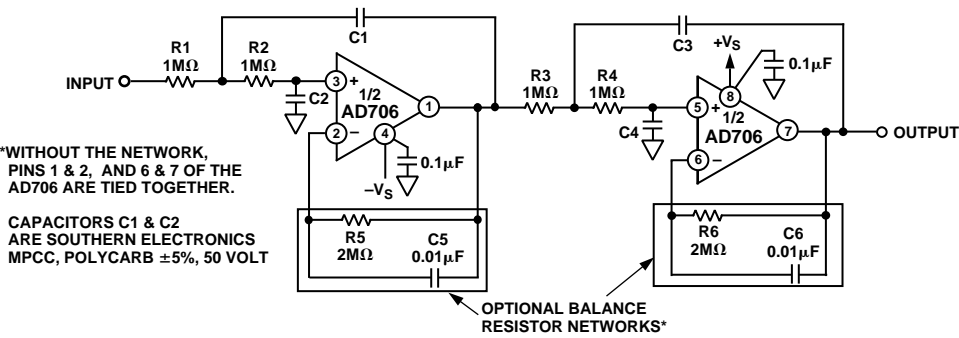 C1
R1
1MΩ
R2
1MΩ
INPUT
3
+
1/2
AD706
2
–
4
1
C2
0.1µF
–VS
R3
1MΩ
R4
1MΩ
C3
C4
+VS
8
0.1µF
5
+
1/2
AD706
6
–
7
OUTPUT
*WITHOUT THE NETWORK,
PINS 1 & 2, AND 6 & 7 OF THE
AD706 ARE TIED TOGETHER.
CAPACITORS C1 & C2
ARE SOUTHERN ELECTRONICS
MPCC, POLYCARB ±5%, 50 VOLT
R5
2MΩ
C5
0.01µF
R6
2MΩ
C6
0.01µF
OPTIONAL BALANCE
RESISTOR NETWORKS*